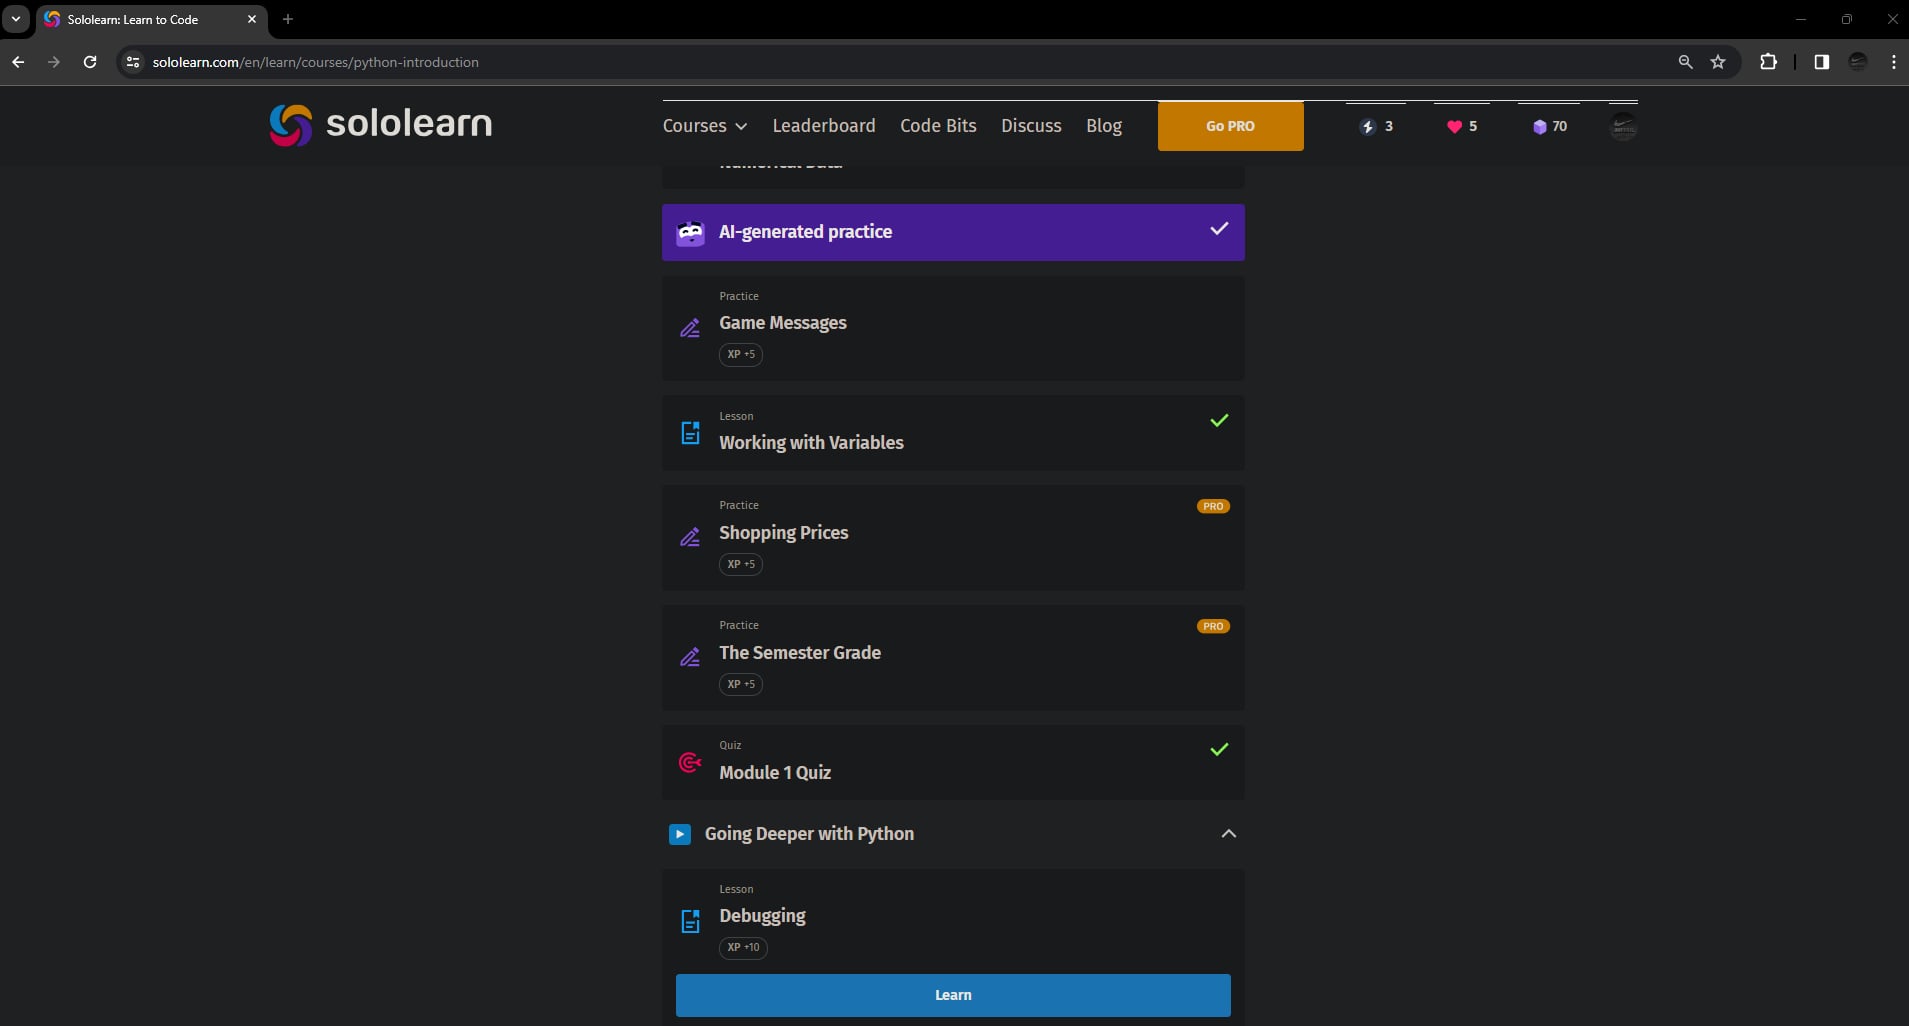 Sololearn: Learn to Code
sololearn.com/en/learn/courses/python-introduction
sololearn
Courses
Leaderboard
Code Bits
Discuss
Blog
Go PRO
3
5
70
Numerical Data
AI-generated practice
Practice
Game Messages
XP +5
Lesson
Working with Variables
Practice
PRO
Shopping Prices
XP +5
Practice
PRO
The Semester Grade
XP +5
Quiz
Module 1 Quiz
Going Deeper with Python
Lesson
Debugging
XP +10
Learn